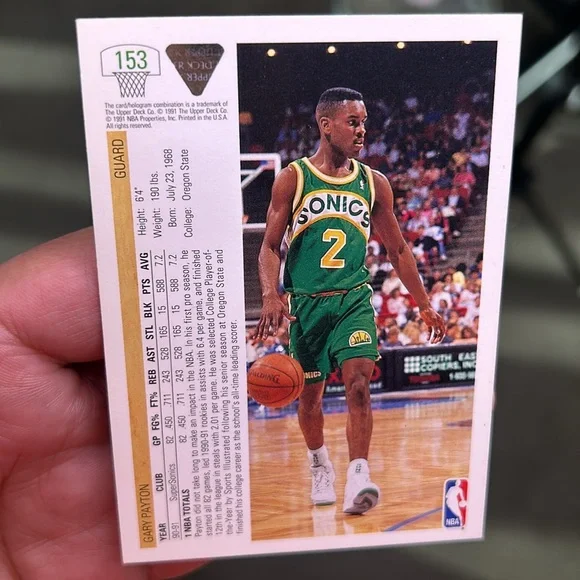 153
UPPER DECK
The card/hologram combination is a trademark of
The Upper Deck Co. © 1991 The Upper Deck Co.
© 1991 NBA Properties, Inc. Printed in the U.S.A.
All rights reserved.
GARY PAYTON GUARD
Height: 6'4"
Weight: 190 lbs.
Born: July 23, 1968
College: Oregon State
YEAR CLUB GP FG% FT% REB AST STL BLK PTS AVG
90-91 SuperSonics 82 .450 .711 243 528 165 15 588 7.2
1 NBA TOTALS 82 .450 .711 243 528 165 15 588 7.2
Payton did not take long to make an impact in the NBA. In his first pro season, he
started all 82 games, led 1990-91 rookies in assists with 6.4 per game, and finished
12th in the league in steals with 2.01 per game. He was selected College Player-of-
the-Year by Sports Illustrated following his senior season at Oregon State and
finished his college career as the school's all-time leading scorer.
SONICS
2
SOUTH EAST
COPIERS, INC
NBA